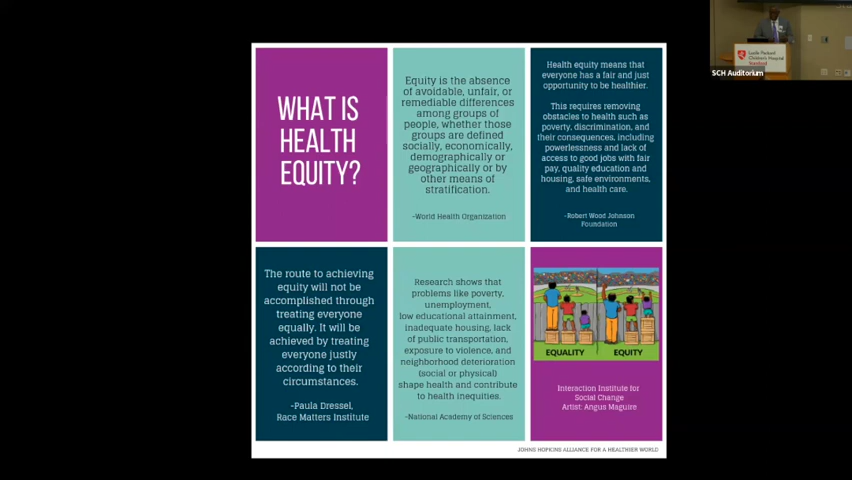 WHAT IS
HEALTH
EQUITY?
Equity is the absence
of avoidable, unfair, or
remediable differences
among groups of
people, whether those
groups are defined
socially, economically,
demographically or
geographically or by
other means of
stratification.
-World Health Organization
Health equity means that
everyone has a fair and just
opportunity to be healthier.
This requires removing
obstacles to health such as
poverty, discrimination, and
their consequences, including
powerlessness and lack of
access to good jobs with fair
pay, quality education and
housing, safe environments,
and health care.
-Robert Wood Johnson
Foundation
The route to achieving
equity will not be
accomplished through
treating everyone
equally. It will be
achieved by treating
everyone justly
according to their
circumstances.
-Paula Dressel,
Race Matters Institute
Research shows that
problems like poverty,
unemployment,
low educational attainment,
inadequate housing, lack
of public transportation,
exposure to violence, and
neighborhood deterioration
(social or physical)
shape health and contribute
to health inequities.
-National Academy of Sciences
EQUALITY
EQUITY
Interaction Institute for
Social Change
Artist: Angus Maguire
JOHNS HOPKINS ALLIANCE FOR A HEALTHIER WORLD
Lucile Packard
Children's Hospital
Stanford
SCH Auditorium